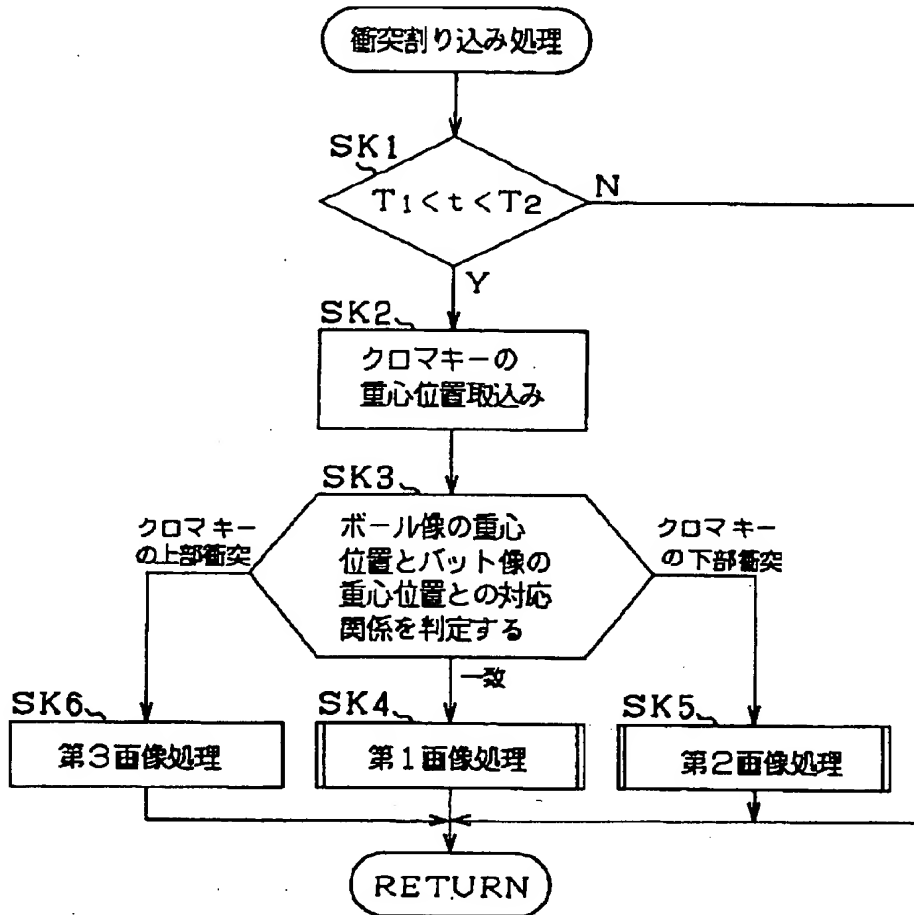 衝突割り込み処理
SK1
T1<t<T2
N
Y
SK2
クロマキーの
重心位置取込み
SK3
クロマキー
の上部衝突
ボール像の重心
位置とバット像の
重心位置との対応
関係を判定する
クロマキー
の下部衝突
一致
SK6
第3画像処理
SK4
第1画像処理
SK5
第2画像処理
RETURN